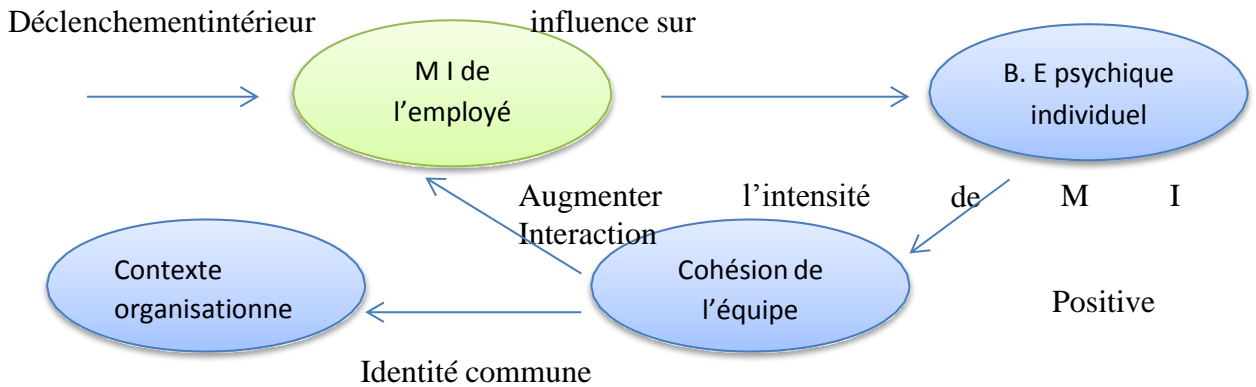 Déclenchementintérieur influence sur
M I de
l’employé
B. E psychique
individuel
Augmenter l’intensité de M I
Interaction
Contexte
organisationne
Cohésion de
l’équipe
Positive
Identité commune